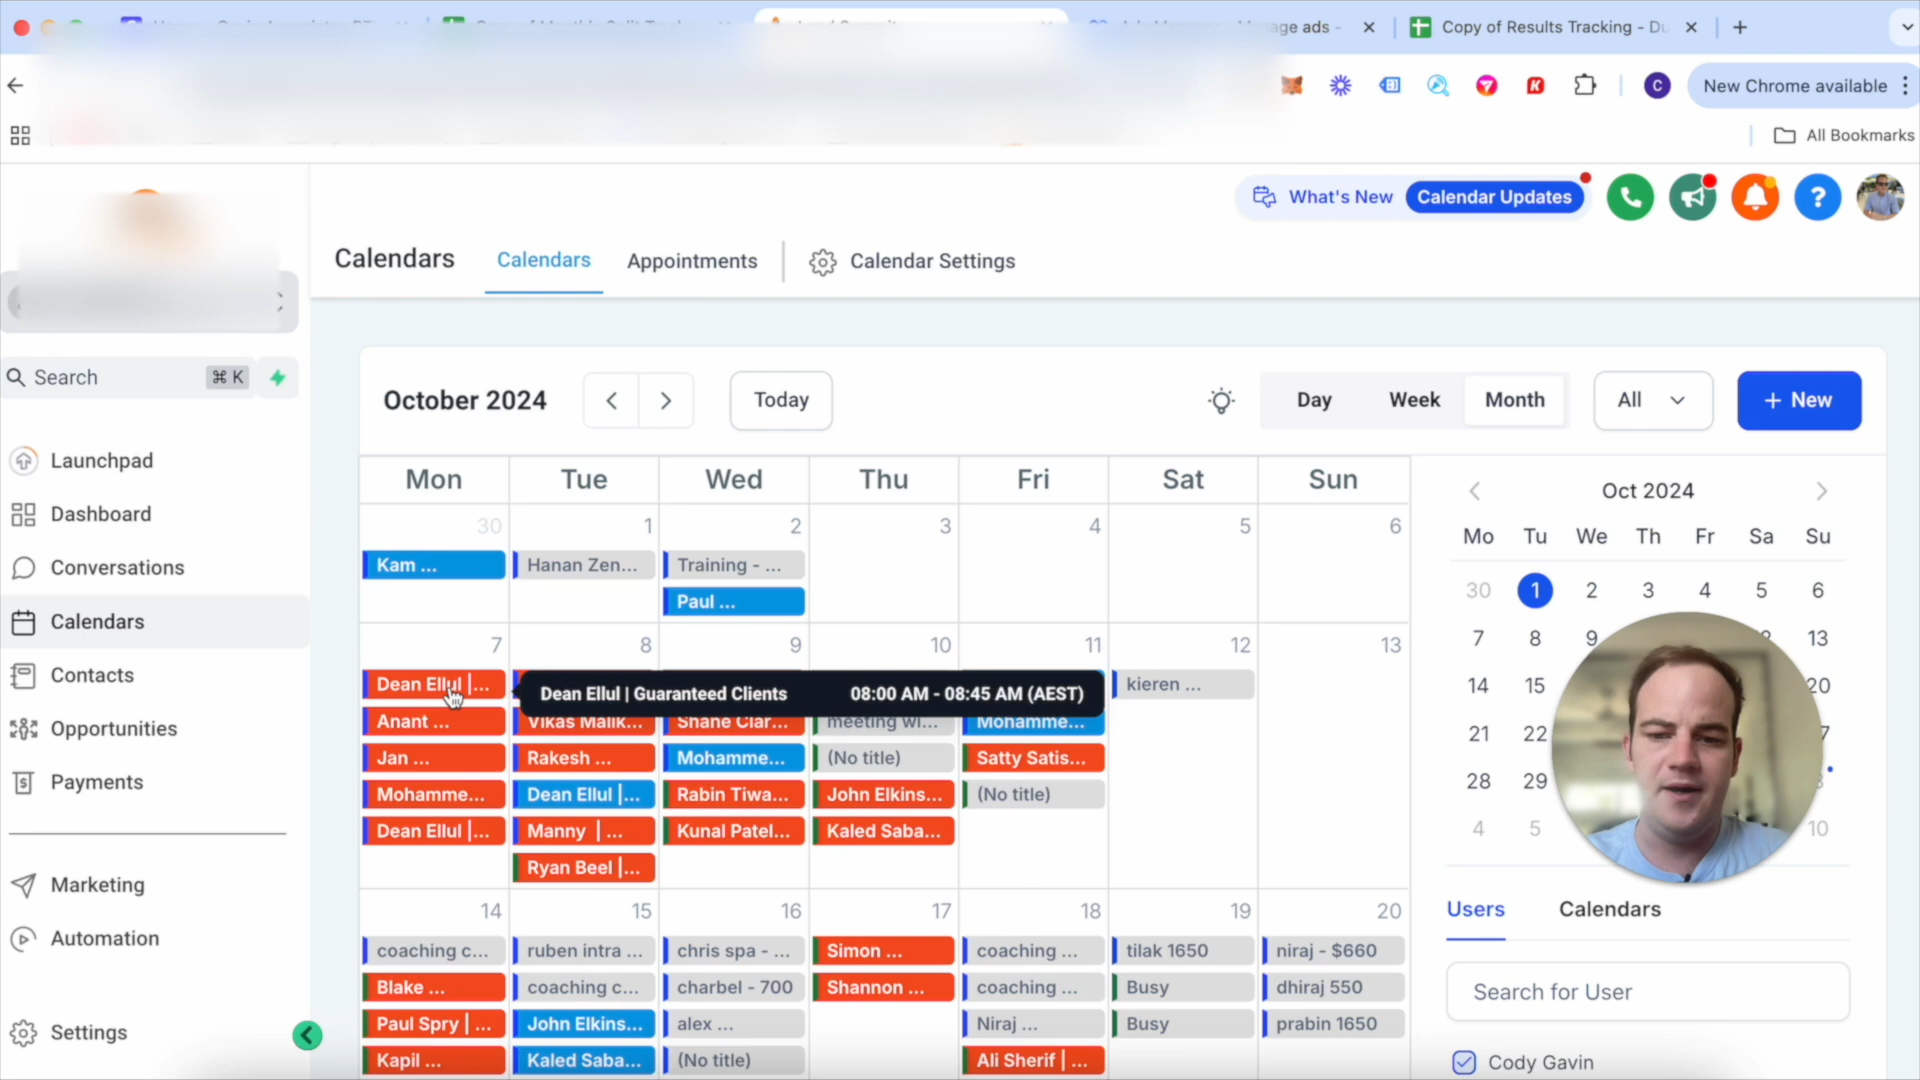 age ads -
Copy of Results Tracking - Du
C
New Chrome available
All Bookmarks
What's New
Calendar Updates
Calendars
Calendars
Appointments
Calendar Settings
Search
⌘ K
October 2024
Today
Day
Week
Month
All
+ New
Launchpad
Dashboard
Conversations
Calendars
Contacts
Opportunities
Payments
Marketing
Automation
Settings
Mon Tue Wed Thu Fri Sat Sun
30 1 2 3 4 5 6
Kam ... Hanan Zen... Training - ...
Paul ...
7 8 9 10 11 12 13
Dean Ellul |... Dean Ellul | Guaranteed Clients 08:00 AM - 08:45 AM (AEST) kieren ...
Anant ... Vikas Malik... Shane Clar... meeting wi... Mohamme...
Jan ... Rakesh ... Mohamme... (No title) Satty Satis...
Mohamme... Dean Ellul |... Rabin Tiwa... John Elkins... (No title)
Dean Ellul |... Manny | ... Kunal Patel... Kaled Saba...
Ryan Beel |...
14 15 16 17 18 19 20
coaching c... ruben intra ... chris spa - ... Simon ... coaching ... tilak 1650 niraj - $660
Blake ... coaching c... charbel - 700 Shannon ... coaching ... Busy dhiraj 550
Paul Spry | ... John Elkins... alex ... Niraj ... Busy prabin 1650
Kapil ... Kaled Saba... (No title) Ali Sherif | ...
Oct 2024
Mo Tu We Th Fr Sa Su
30 1 2 3 4 5 6
7 8 9 13
14 15 20
21 22
28 29
4 5 10
Users
Calendars
Search for User
Cody Gavin